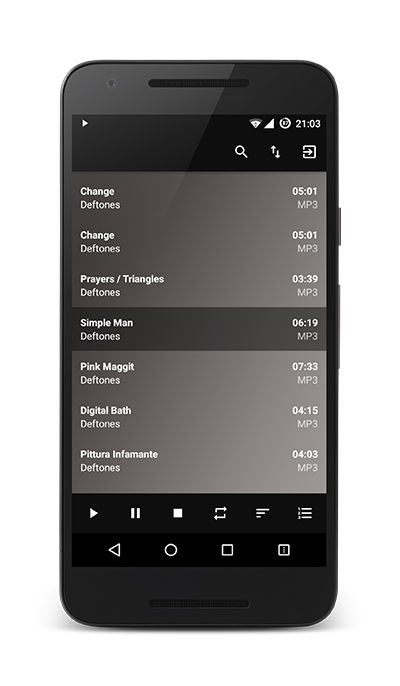 21:03
Change 05:01
Deftones MP3
Change 05:01
Deftones MP3
Prayers / Triangles 03:39
Deftones MP3
Simple Man 06:19
Deftones MP3
Pink Maggit 07:33
Deftones MP3
Digital Bath 04:15
Deftones MP3
Pittura Infamante 04:03
Deftones MP3